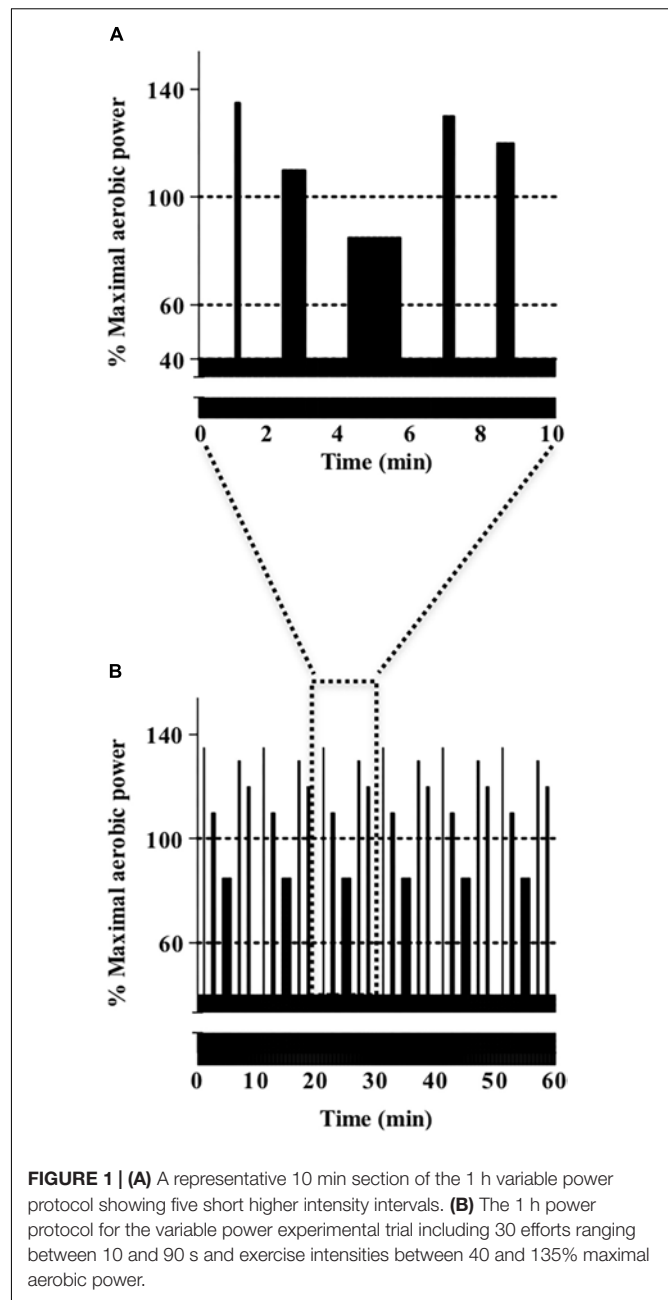 A
% Maximal aerobic power
140
100
60
40
0 2 4 6 8 10
Time (min)
B
% Maximal aerobic power
140
100
60
0 10 20 30 40 50 60
Time (min)
FIGURE 1 | (A) A representative 10 min section of the 1 h variable power
protocol showing five short higher intensity intervals. (B) The 1 h power
protocol for the variable power experimental trial including 30 efforts ranging
between 10 and 90 s and exercise intensities between 40 and 135% maximal
aerobic power.